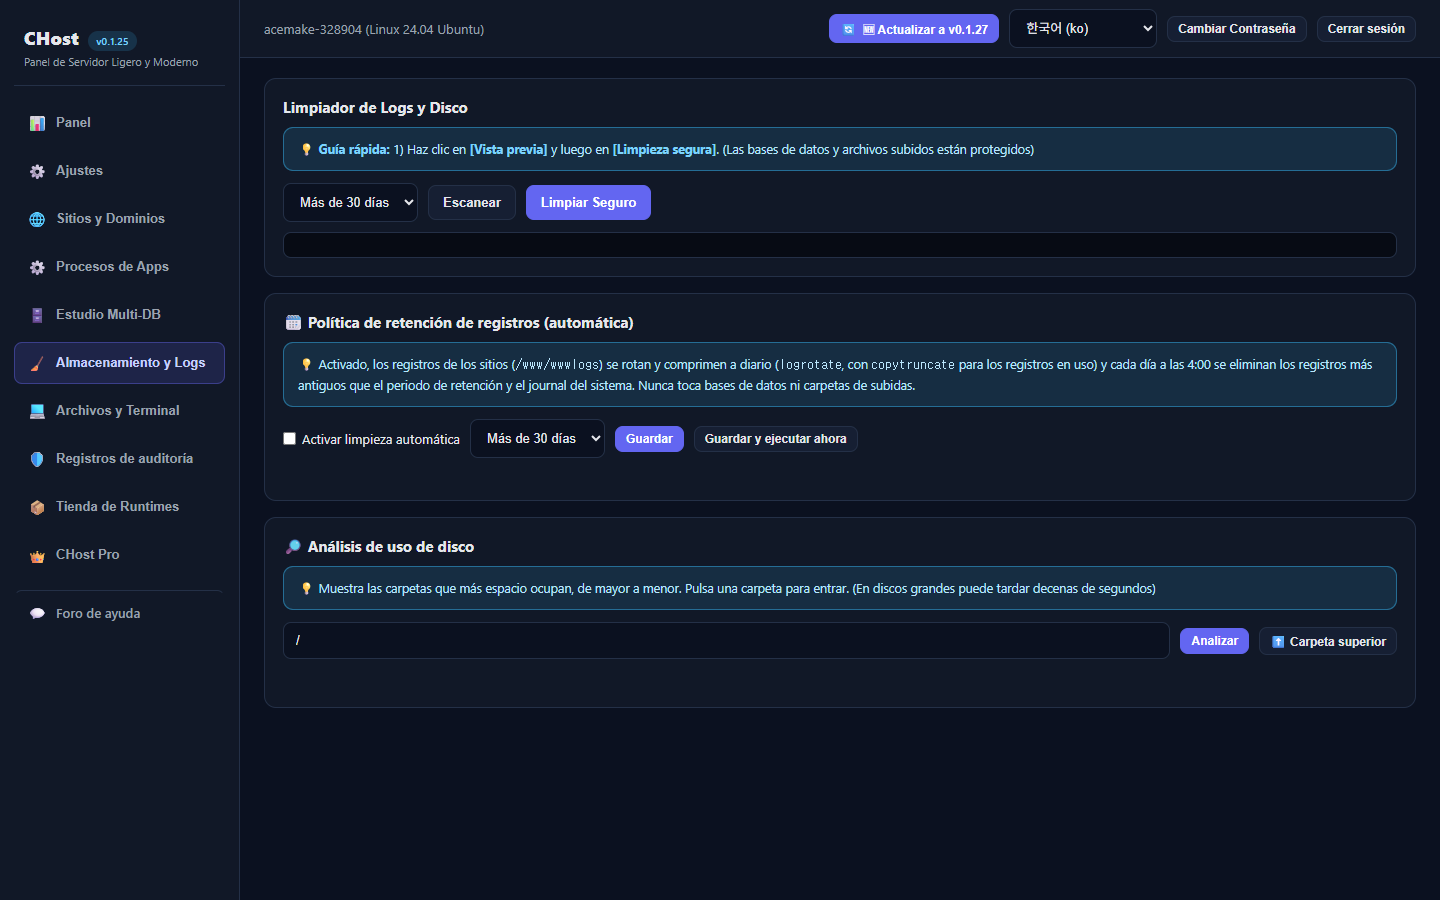 CHost v0.1.25
Panel de Servidor Ligero y Moderno
Panel
Ajustes
Sitios y Dominios
Procesos de Apps
Estudio Multi-DB
Almacenamiento y Logs
Archivos y Terminal
Registros de auditoría
Tienda de Runtimes
CHost Pro
Foro de ayuda
acemake-328904 (Linux 24.04 Ubuntu)
Actualizar a v0.1.27
한국어 (ko)
Cambiar Contraseña
Cerrar sesión
Limpiador de Logs y Disco
Guía rápida: 1) Haz clic en [Vista previa] y luego en [Limpieza segura]. (Las bases de datos y archivos subidos están protegidos)
Más de 30 días
Escanear
Limpiar Seguro
Política de retención de registros (automática)
Activado, los registros de los sitios (/www/wwwlogs) se rotan y comprimen a diario (logrotate, con copytruncate para los registros en uso) y cada día a las 4:00 se eliminan los registros más
antiguos que el periodo de retención y el journal del sistema. Nunca toca bases de datos ni carpetas de subidas.
Activar limpieza automática
Más de 30 días
Guardar
Guardar y ejecutar ahora
Análisis de uso de disco
Muestra las carpetas que más espacio ocupan, de mayor a menor. Pulsa una carpeta para entrar. (En discos grandes puede tardar decenas de segundos)
/
Analizar
Carpeta superior